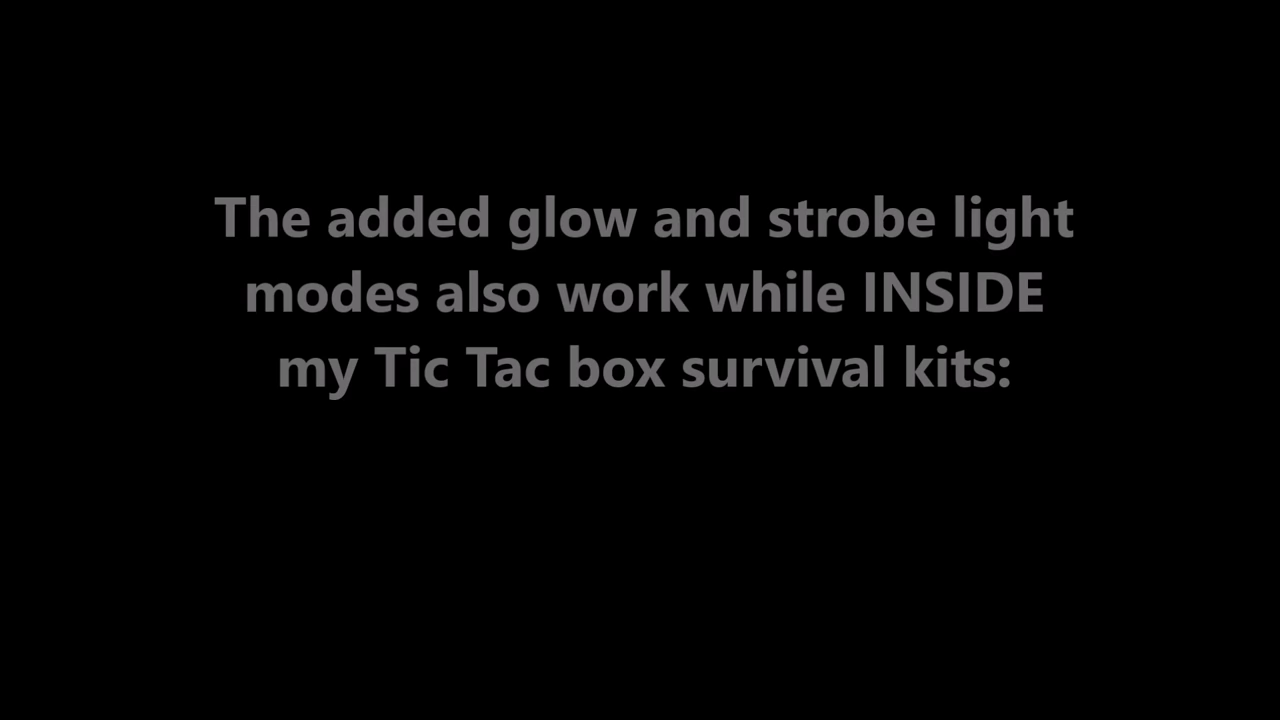 The added glow and strobe light
modes also work while INSIDE
my Tic Tac box survival kits: